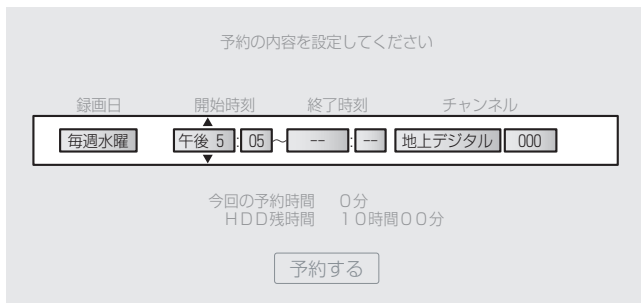 予約の内容を設定してください
録画日 開始時刻 終了時刻 チャンネル
毎週水曜 午後 5:05～--:-- 地上デジタル 000
今回の予約時間 0分
HDD残時間 10時間00分
予約する